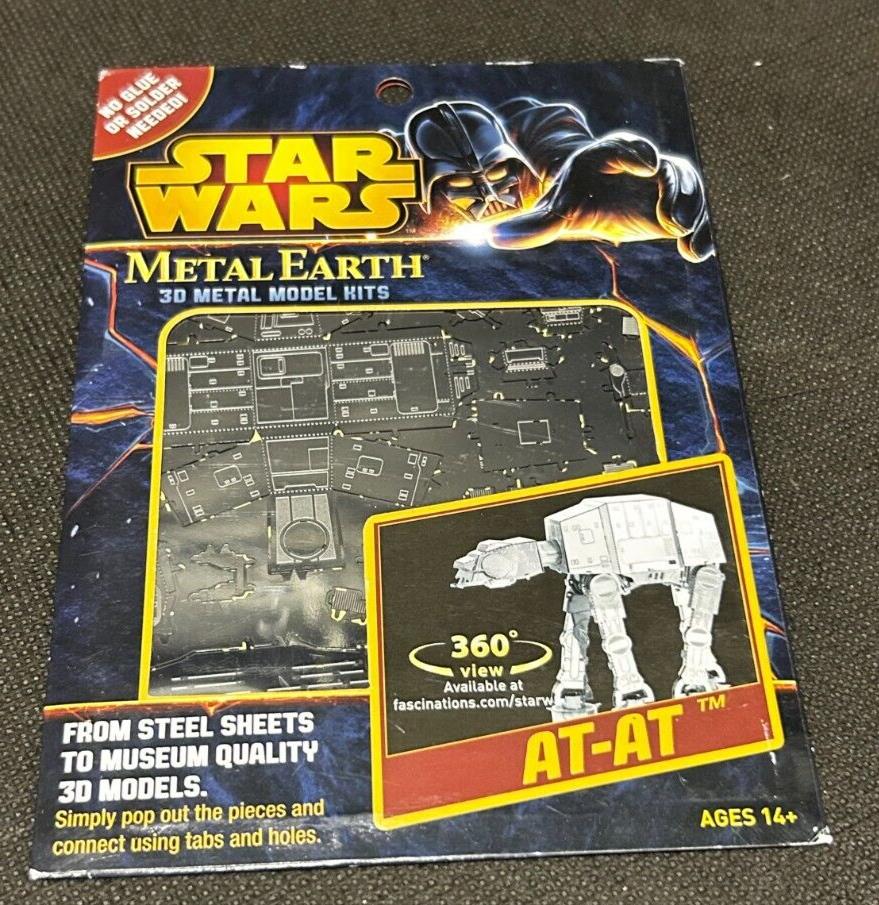 NO GLUE
OR SOLDER
NEEDED!
STAR
WARS™
METAL EARTH®
3D METAL MODEL KITS
360°
view
Available at
fascinations.com/starw
AT-AT™
FROM STEEL SHEETS
TO MUSEUM QUALITY
3D MODELS.
Simply pop out the pieces and
connect using tabs and holes.
AGES 14+